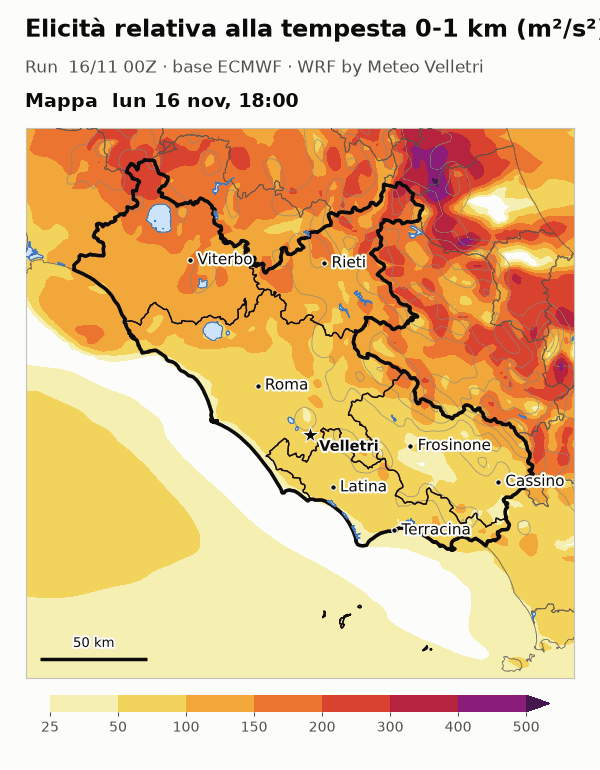 Elicità relativa alla tempesta 0-1 km (m²/s²)
Run 16/11 00Z · base ECMWF · WRF by Meteo Velletri
Mappa lun 16 nov, 18:00
Viterbo
Rieti
Roma
Velletri
Frosinone
Latina
Cassino
Terracina
50 km
25 50 100 150 200 300 400 500